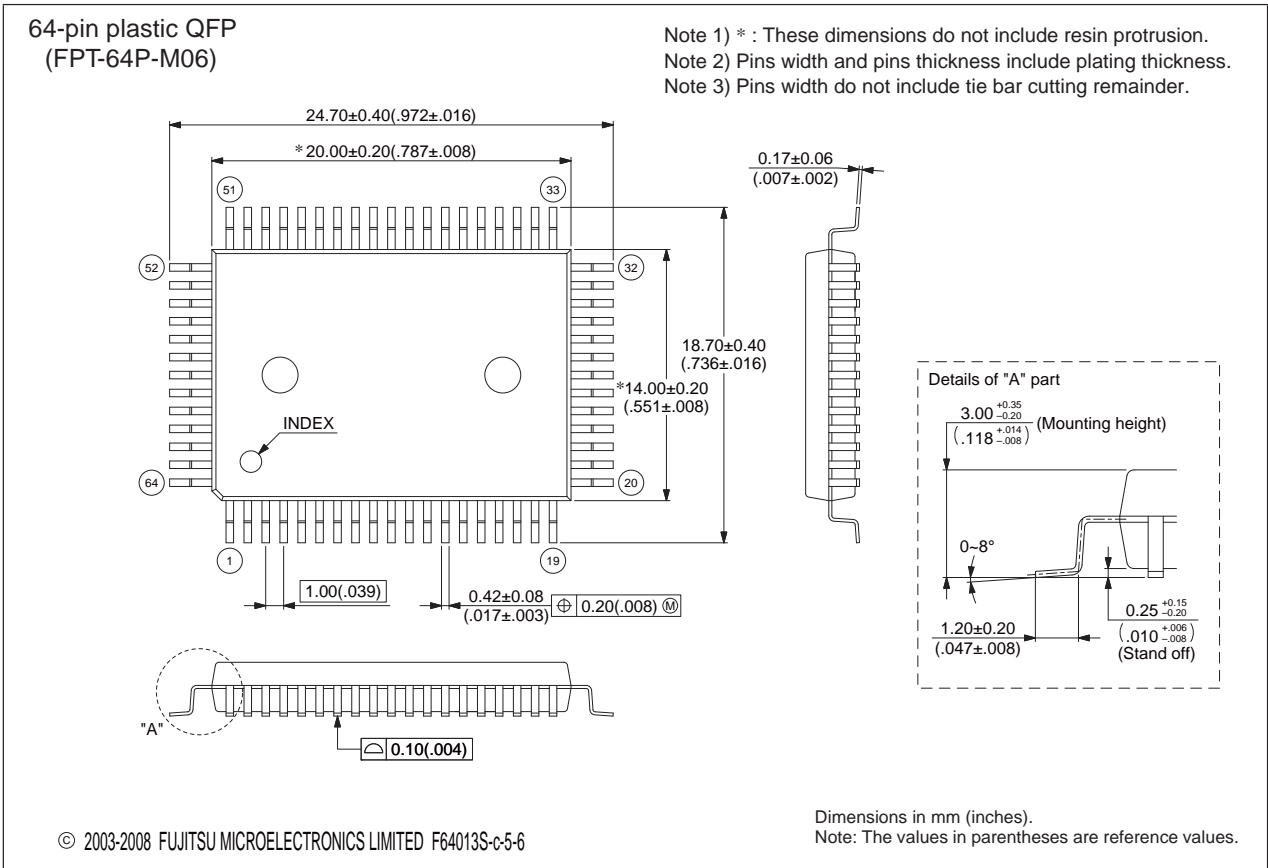 64-pin plastic QFP
(FPT-64P-M06)
Note 1) * : These dimensions do not include resin protrusion.
Note 2) Pins width and pins thickness include plating thickness.
Note 3) Pins width do not include tie bar cutting remainder.
24.70±0.40(.972±.016)
*20.00±0.20(.787±.008)
0.17±0.06
(.007±.002)
51
33
52
32
18.70±0.40
(.736±.016)
*14.00±0.20
(.551±.008)
INDEX
64
20
1
19
1.00(.039)
0.42±0.08
(.017±.003)
⌖ 0.20(.008) Ⓜ
Details of "A" part
3.00 +0.35 –0.20 (Mounting height)
(.118 +.014 –.008)
0~8°
0.25 +0.15 –0.20
(.010 +.006 –.008)
(Stand off)
1.20±0.20
(.047±.008)
"A"
⌓ 0.10(.004)
© 2003-2008 FUJITSU MICROELECTRONICS LIMITED F64013S-c-5-6
Dimensions in mm (inches).
Note: The values in parentheses are reference values.